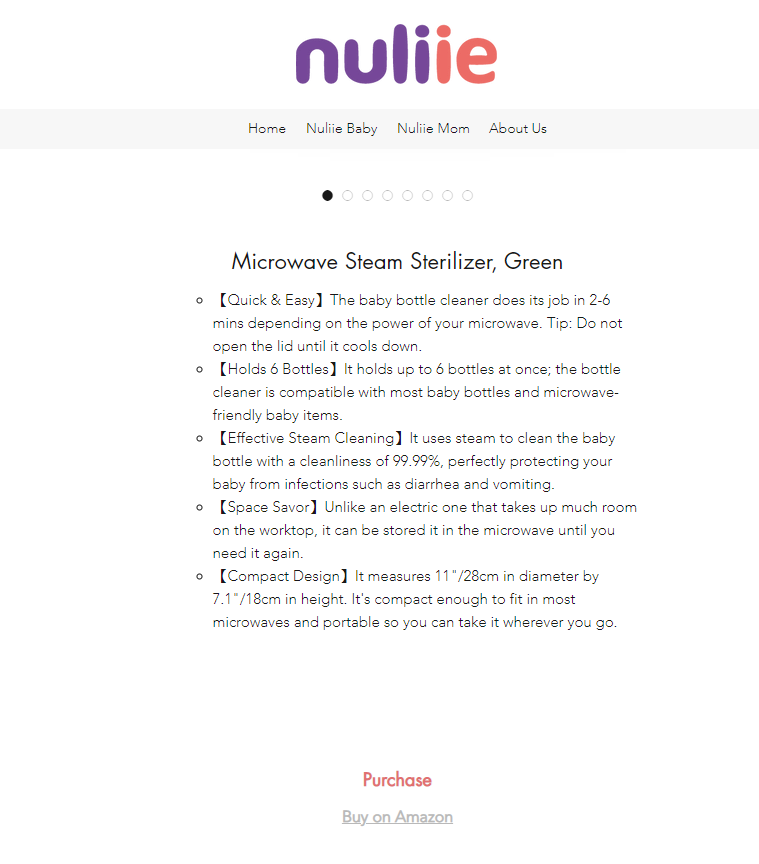 nuliie
Home Nuliie Baby Nuliie Mom About Us
Microwave Steam Sterilizer, Green
【Quick & Easy】The baby bottle cleaner does its job in 2-6
mins depending on the power of your microwave. Tip: Do not
open the lid until it cools down.
【Holds 6 Bottles】It holds up to 6 bottles at once; the bottle
cleaner is compatible with most baby bottles and microwave-
friendly baby items.
【Effective Steam Cleaning】It uses steam to clean the baby
bottle with a cleanliness of 99.99%, perfectly protecting your
baby from infections such as diarrhea and vomiting.
【Space Savor】Unlike an electric one that takes up much room
on the worktop, it can be stored it in the microwave until you
need it again.
【Compact Design】It measures 11"/28cm in diameter by
7.1"/18cm in height. It's compact enough to fit in most
microwaves and portable so you can take it wherever you go.
Purchase
Buy on Amazon